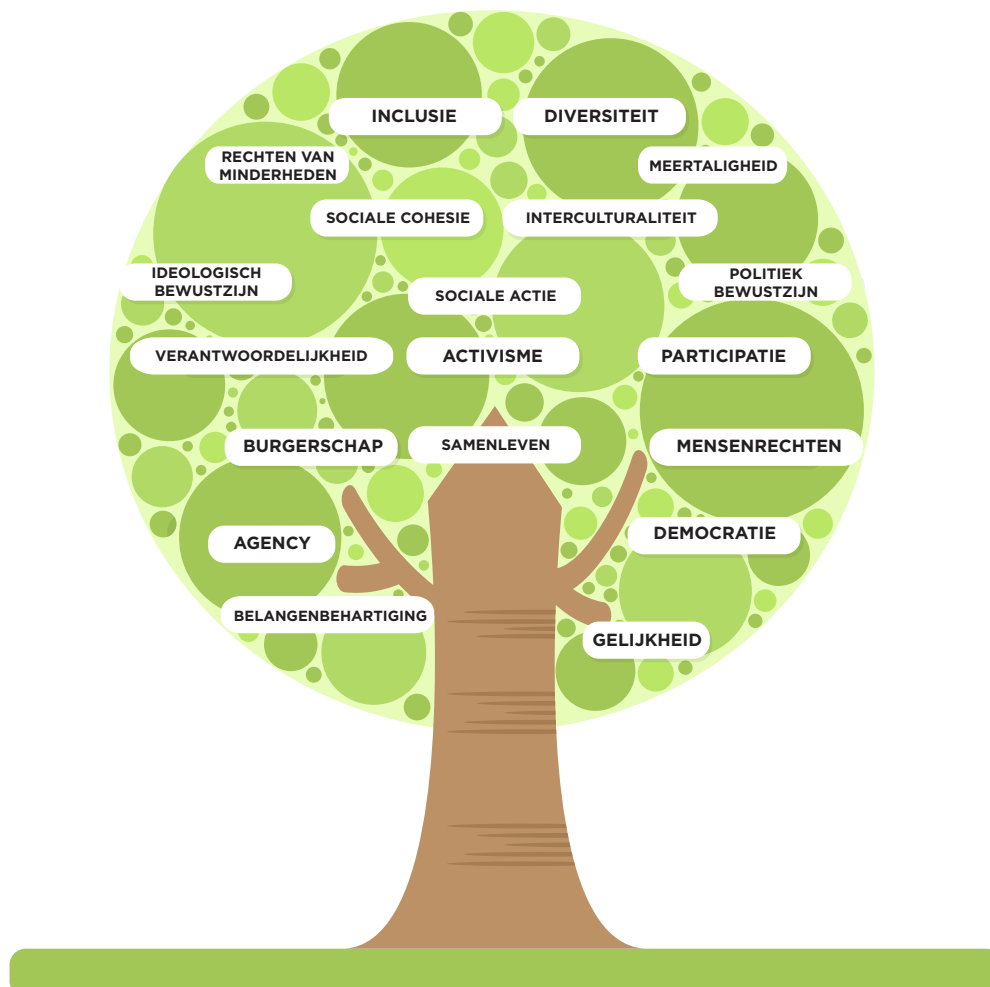 INCLUSIE
DIVERSITEIT
RECHTEN VAN
MINDERHEDEN
MEERTALIGHEID
SOCIALE COHESIE
INTERCULTURALITEIT
IDEOLOGISCH
BEWUSTZIJN
SOCIALE ACTIE
POLITIEK
BEWUSTZIJN
VERANTWOORDELIJKHEID
ACTIVISME
PARTICIPATIE
BURGERSCHAP
SAMENLEVEN
MENSENRECHTEN
AGENCY
DEMOCRATIE
BELANGENBEHARTIGING
GELIJKHEID